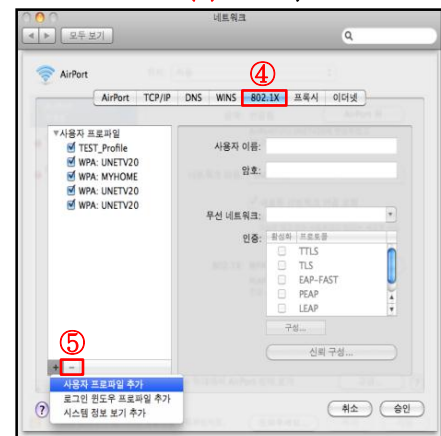 네트워크
모두 보기
AirPort
④
AirPort TCP/IP DNS WINS 802.1X 프록시 이더넷
▼사용자 프로파일
TEST_Profile
WPA: UNETV20
WPA: MYHOME
WPA: UNETV20
WPA: UNETV20
사용자 이름:
암호:
무선 네트워크:
인증:
활성화 프로토콜
TTLS
TLS
EAP-FAST
PEAP
LEAP
구성...
신뢰 구성...
⑤
+ −
사용자 프로파일 추가
로그인 윈도우 프로파일 추가
시스템 정보 보기 추가
?
취소 승인